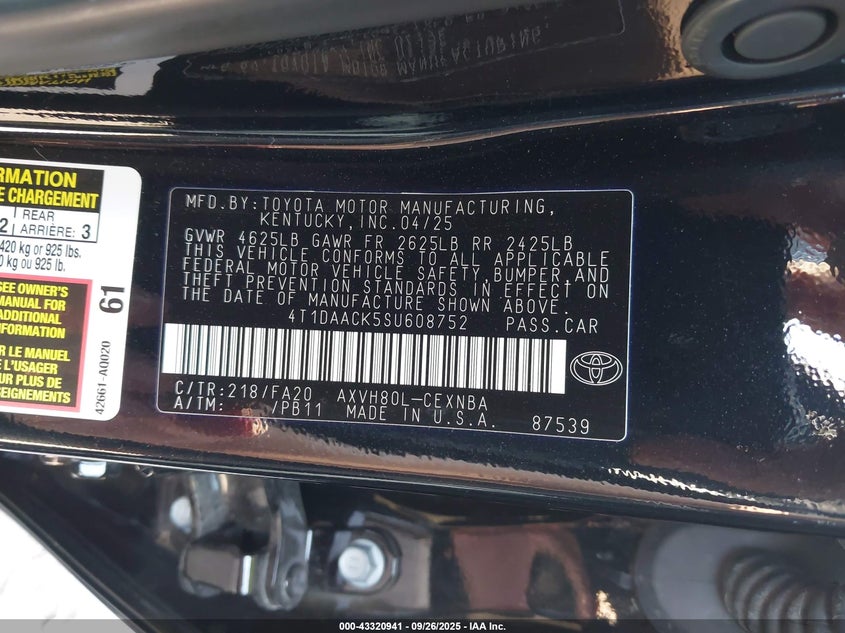 RMATION
E CHARGEMENT
2 REAR ARRIÈRE: 3
420 kg or 925 lbs.
0 kg ou 925 lb.
SEE OWNER'S
MANUAL FOR
ADDITIONAL
INFORMATION
R LE MANUEL
E L'USAGER
UR PLUS DE
42661-A0020
61
MFD.BY:TOYOTA MOTOR MANUFACTURING,
KENTUCKY, INC. 04/25
GVWR 4625LB GAWR FR 2625LB RR 2425LB
THIS VEHICLE CONFORMS TO ALL APPLICABLE
FEDERAL MOTOR VEHICLE SAFETY, BUMPER, AND
THEFT PREVENTION STANDARDS IN EFFECT ON
THE DATE OF MANUFACTURE SHOWN ABOVE.
4T1DAACK5SU608752 PASS.CAR
C/TR:218/FA20 AXVH80L-CEXNBA
A/TM: /PB11 MADE IN U.S.A. 87539
000-43320941 - 09/26/2025 - IAA Inc.